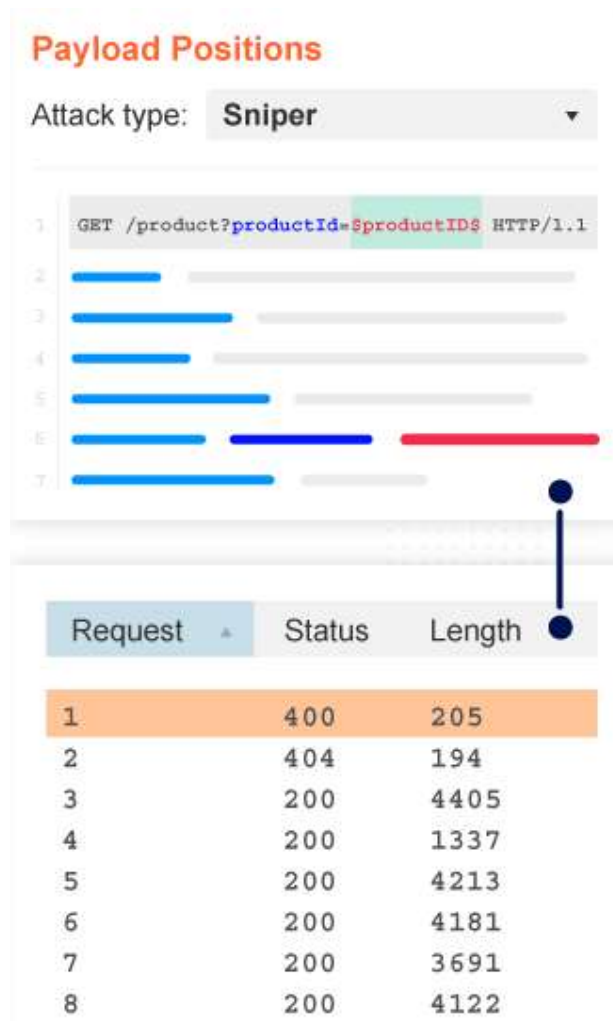 Payload Positions
Attack type: Sniper
1 GET /product?productId=$productID$ HTTP/1.1
2
3
4
5
6
7
Request Status Length
1 400 205
2 404 194
3 200 4405
4 200 1337
5 200 4213
6 200 4181
7 200 3691
8 200 4122